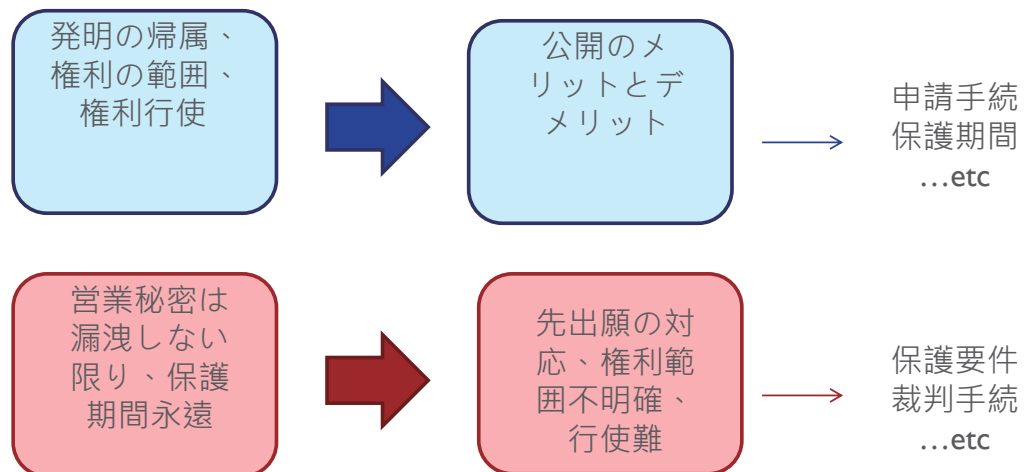 発明の帰属、
権利の範囲、
権利行使
公開のメ
リットとデ
メリット
申請手続
保護期間
…etc
営業秘密は
漏洩しない
限り、保護
期間永遠
先出願の対
応、権利範
囲不明確、
行使難
保護要件
裁判手続
…etc